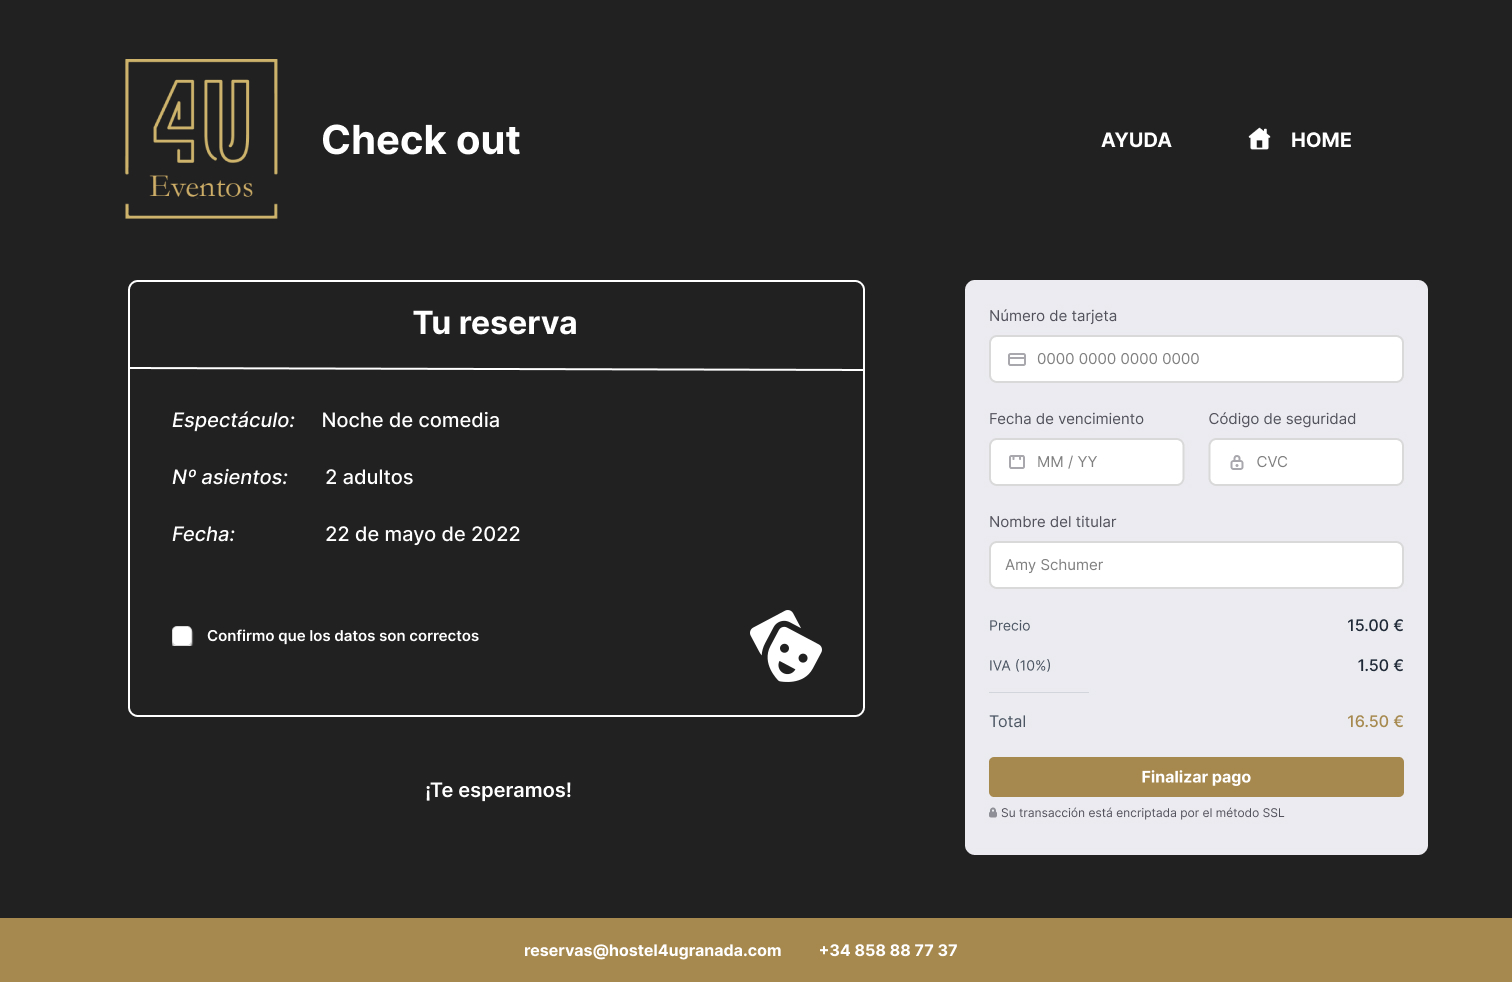 4U
Eventos
Check out
AYUDA
HOME
Tu reserva
Espectáculo: Noche de comedia
Nº asientos: 2 adultos
Fecha: 22 de mayo de 2022
Confirmo que los datos son correctos
¡Te esperamos!
Número de tarjeta
0000 0000 0000 0000
Fecha de vencimiento
MM / YY
Código de seguridad
CVC
Nombre del titular
Amy Schumer
Precio 15.00 €
IVA (10%) 1.50 €
Total 16.50 €
Finalizar pago
Su transacción está encriptada por el método SSL
reservas@hostel4ugranada.com +34 858 88 77 37